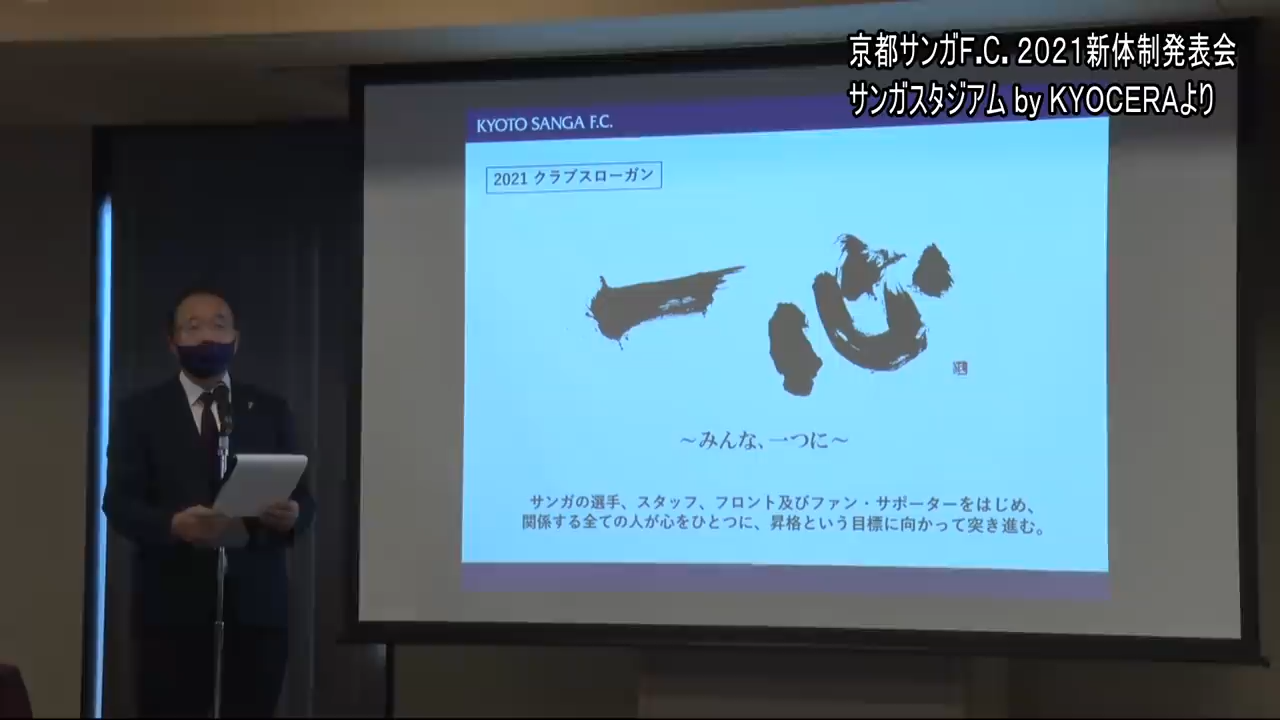 京都サンガF.C. 2021新体制発表会
サンガスタジアム by KYOCERAより
KYOTO SANGA F.C.
2021 クラブスローガン
一心
～みんな、一つに～
サンガの選手、スタッフ、フロント及びファン・サポーターをはじめ、
関係する全ての人が心をひとつに、昇格という目標に向かって突き進む。